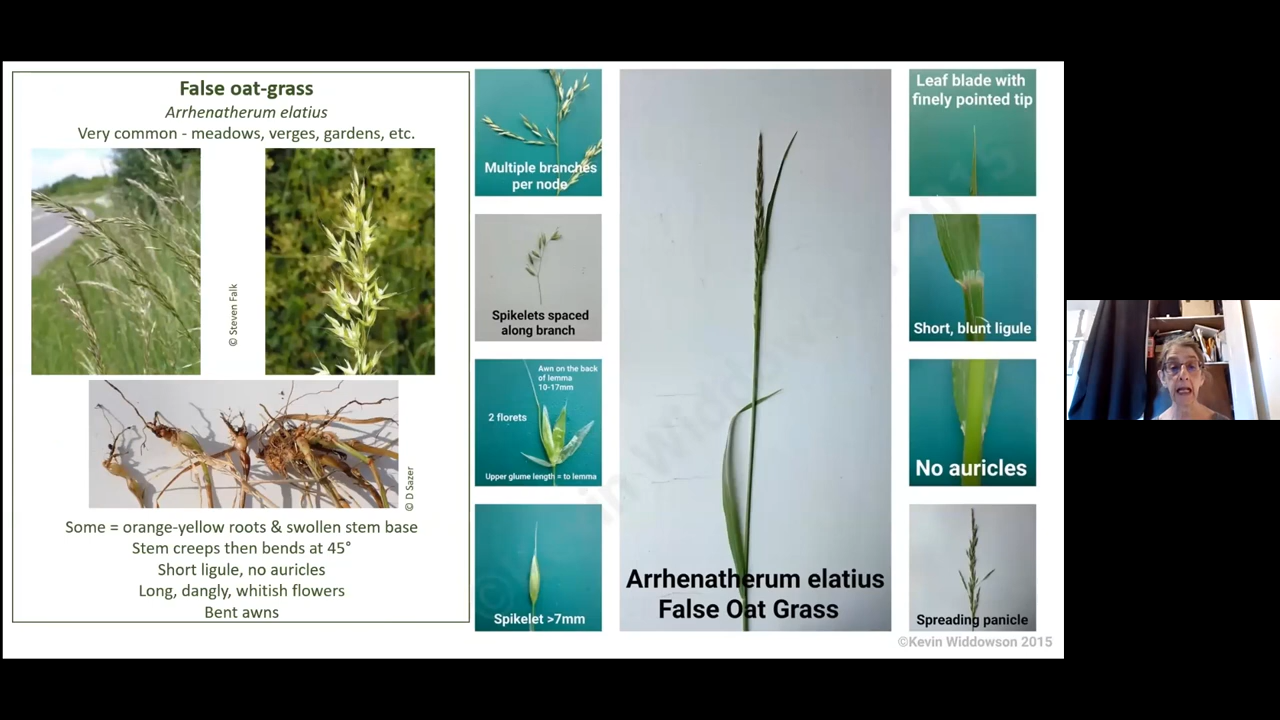 False oat-grass
Arrhenatherum elatius
Very common - meadows, verges, gardens, etc.
© Steven Falk
© D Sazer
Some = orange-yellow roots & swollen stem base
Stem creeps then bends at 45°
Short ligule, no auricles
Long, dangly, whitish flowers
Bent awns
Multiple branches
per node
Spikelets spaced
along branch
Awn on the back
of lemma
10-17mm
2 florets
Upper glume length = to lemma
Spikelet >7mm
Arrhenatherum elatius
False Oat Grass
Leaf blade with
finely pointed tip
Short, blunt ligule
No auricles
Spreading panicle
©Kevin Widdowson 2015